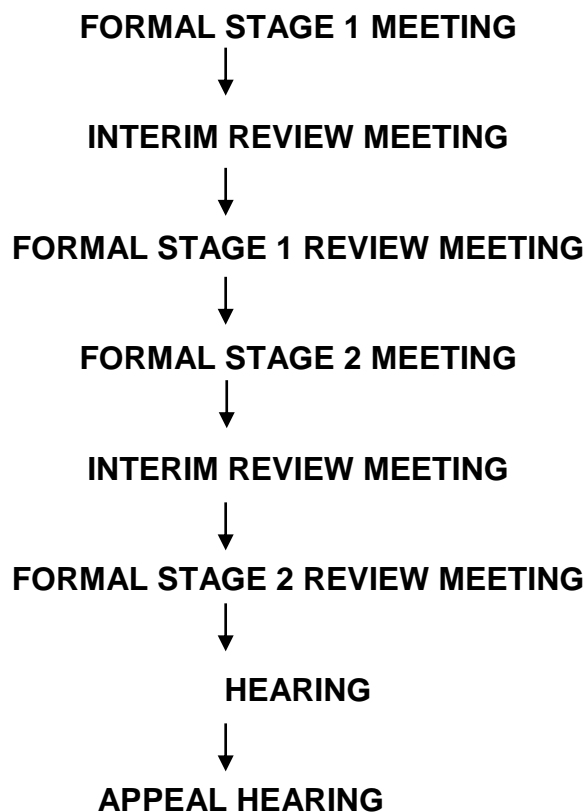 FORMAL STAGE 1 MEETING
INTERIM REVIEW MEETING
FORMAL STAGE 1 REVIEW MEETING
FORMAL STAGE 2 MEETING
INTERIM REVIEW MEETING
FORMAL STAGE 2 REVIEW MEETING
HEARING
APPEAL HEARING